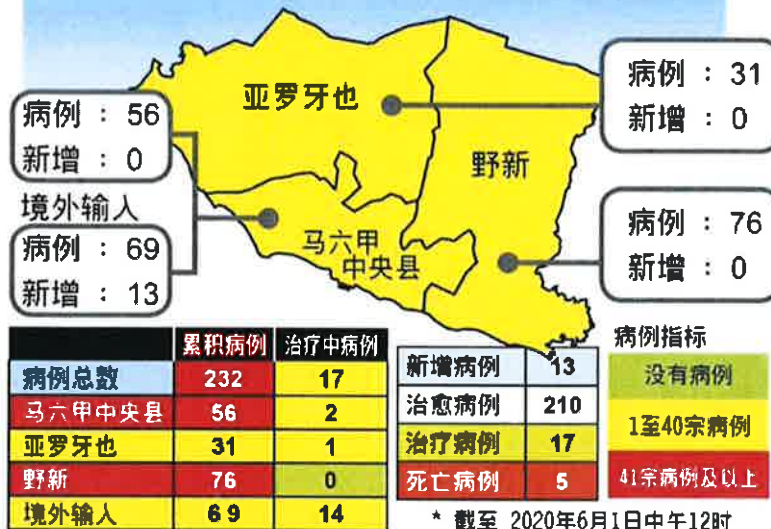 亚罗牙也
野新
马六甲
中央县
病例 : 56
新增 : 0
境外输入
病例 : 69
新增 : 13
病例 : 31
新增 : 0
病例 : 76
新增 : 0
累积病例 治疗中病例
病例总数 232 17
马六甲中央县 56 2
亚罗牙也 31 1
野新 76 0
境外输入 69 14
新增病例 13
治愈病例 210
治疗病例 17
死亡病例 5
病例指标
没有病例
1至40宗病例
41宗病例及以上
* 截至 2020年6月1日中午12时